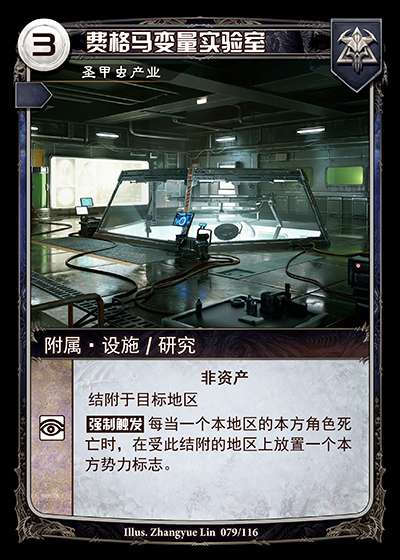 3
费格马变量实验室
圣甲虫产业
附属·设施 / 研究
非资产
结附于目标地区
强制触发 每当一个本地区的本方角色死
亡时，在受此结附的地区上放置一个本
方势力标志。
Illus. Zhangyue Lin 079/116